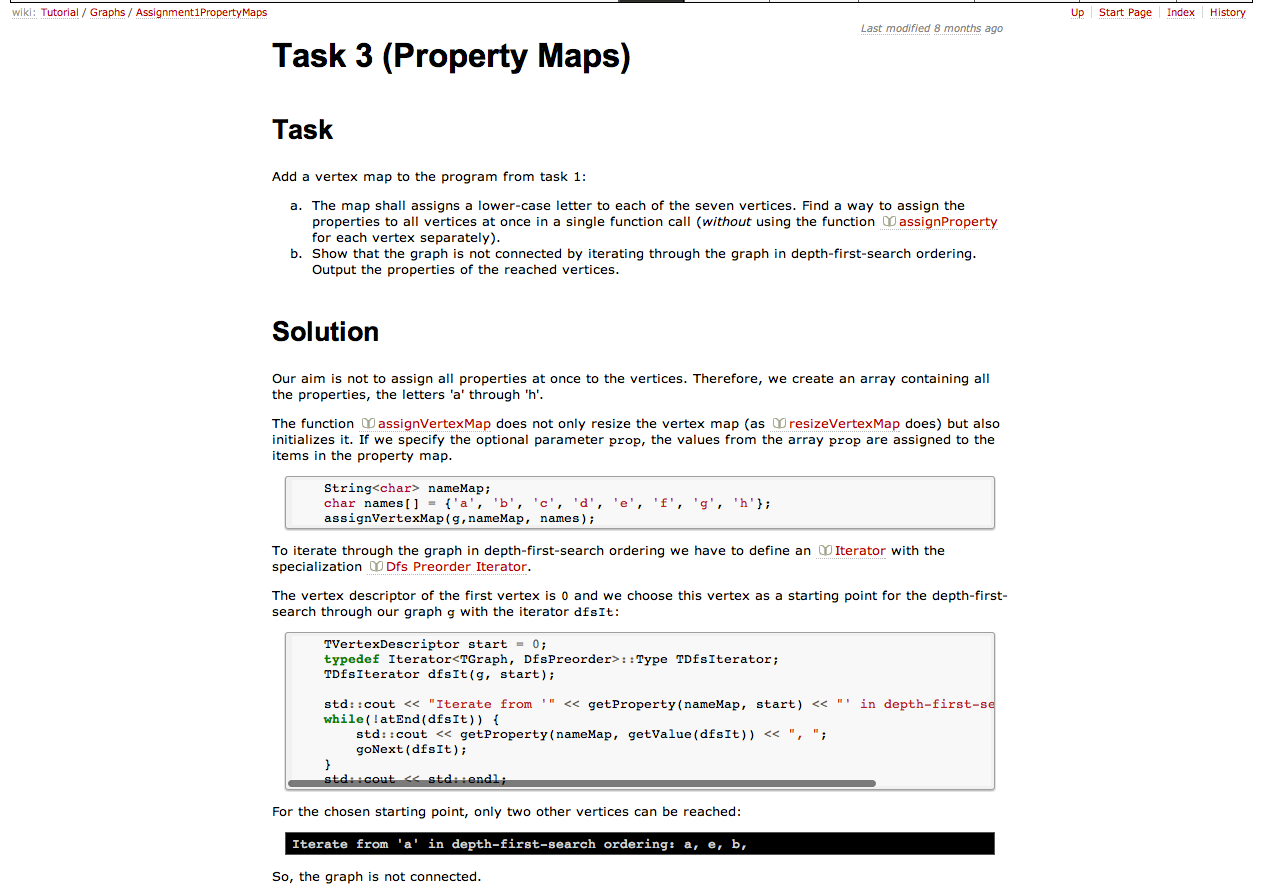 wiki: Tutorial / Graphs / Assignment1PropertyMaps
Up Start Page Index History
Last modified 8 months ago
Task 3 (Property Maps)
Task
Add a vertex map to the program from task 1:
a. The map shall assigns a lower-case letter to each of the seven vertices. Find a way to assign the
properties to all vertices at once in a single function call (without using the function assignProperty
for each vertex separately).
b. Show that the graph is not connected by iterating through the graph in depth-first-search ordering.
Output the properties of the reached vertices.
Solution
Our aim is not to assign all properties at once to the vertices. Therefore, we create an array containing all
the properties, the letters 'a' through 'h'.
The function assignVertexMap does not only resize the vertex map (as resizeVertexMap does) but also
initializes it. If we specify the optional parameter prop, the values from the array prop are assigned to the
items in the property map.
String<char> nameMap;
char names[] = {'a', 'b', 'c', 'd', 'e', 'f', 'g', 'h'};
assignVertexMap(g,nameMap, names);
To iterate through the graph in depth-first-search ordering we have to define an Iterator with the
specialization Dfs Preorder Iterator.
The vertex descriptor of the first vertex is 0 and we choose this vertex as a starting point for the depth-first-
search through our graph g with the iterator dfsIt:
TVertexDescriptor start = 0;
typedef Iterator<TGraph, DfsPreorder>::Type TDfsIterator;
TDfsIterator dfsIt(g, start);
std::cout << "Iterate from '" << getProperty(nameMap, start) << "' in depth-first-se
while(!atEnd(dfsIt)) {
std::cout << getProperty(nameMap, getValue(dfsIt)) << ", ";
goNext(dfsIt);
}
std::cout << std::endl;
For the chosen starting point, only two other vertices can be reached:
Iterate from 'a' in depth-first-search ordering: a, e, b,
So, the graph is not connected.